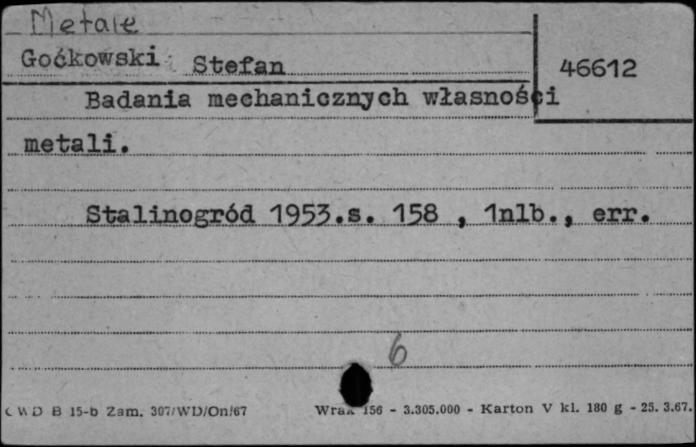 Metale
Goćkowski Stefan
46612
Badania mechanicznych własności
metali.
Stalinogród 1953.s. 158 , 1nlb., err.
6
CWD B 15-b Zam. 307/WD/On/67 Wrak 156 - 3.305.000 - Karton V kl. 180 g - 25. 3.67.